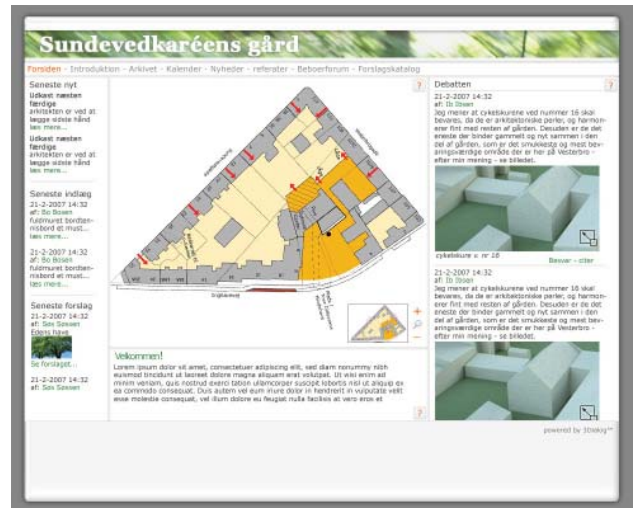 Sundevedkaréens gård
Forsiden - Introduktion - Arkivet - Kalender - Nyheder - referater - Beboerforum - Forslagskatalog
Seneste nyt
Udkast næsten
færdige
arkitekten er ved at
lægge sidste hånd
læs mere...
Udkast næsten
færdige
arkitekten er ved at
lægge sidste hånd
læs mere...
Seneste indlæg
21-2-2007 14:32
af: Bo Bosen
fuldmuret bordten-
nisbord et must...
læs mere...
21-2-2007 14:32
af: Bo Bosen
fuldmuret bordten-
nisbord et must...
læs mere...
Seneste forslag
21-2-2007 14:32
af: Søs Søssen
Edens have
Se forslaget...
21-2-2007 14:32
af: Søs Søssen
?
Velkommen!
Lorem ipsum dolor sit amet, consectetuer adipiscing elit, sed diam nonummy nibh
euismod tincidunt ut laoreet dolore magna aliquam erat volutpat. Ut wisi enim ad
minim veniam, quis nostrud exerci tation ullamcorper suscipit lobortis nisl ut aliquip ex
ea commodo consequat. Duis autem vel eum iriure dolor in hendrerit in vulputate velit
esse molestie consequat, vel illum dolore eu feugiat nulla facilisis at vero eros et
?
Debatten
?
21-2-2007 14:32
af: Ib Ibsen
Jeg mener at cykelskurene ved nummer 16 skal
bevares, da de er arkitektoniske perler, og harmon-
erer fint med resten af gården. Desuden er de det
eneste der binder gammelt og nyt sammen i den
del af gården, som er det smukkeste og mest bev-
aringsværdige område der er her på Vesterbro -
efter min mening - se billedet.
cykelskure v. nr 16
Besvar - citer
21-2-2007 14:32
af: Ib Ibsen
Jeg mener at cykelskurene ved nummer 16 skal
bevares, da de er arkitektoniske perler, og harmon-
erer fint med resten af gården. Desuden er de det
eneste der binder gammelt og nyt sammen i den
del af gården, som er det smukkeste og mest bev-
aringsværdige område der er her på Vesterbro -
efter min mening - se billedet.